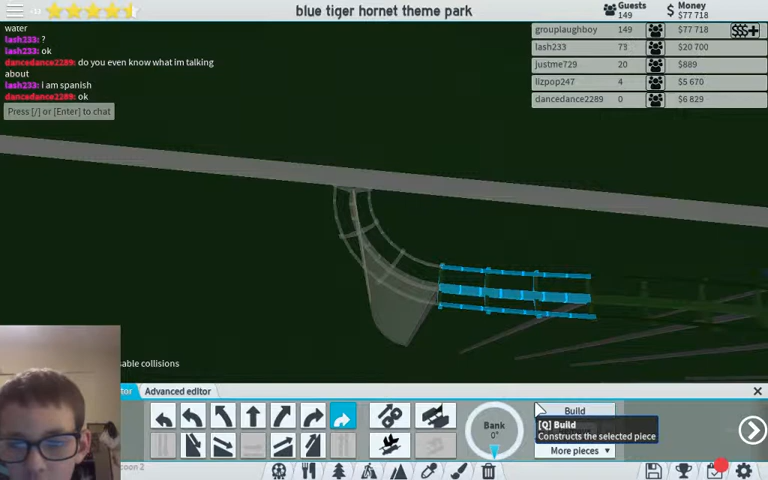 blue tiger hornet theme park
Guests
149
Money
$77 718
water
lash233: ?
lash233: ok
dancedance2289: do you even know what im talking
about
lash233: i am spanish
dancedance2289: ok
Press [/] or [Enter] to chat
grouplaughboy 149 $77 718
lash233 73 $20 700
justme729 20 $889
lizpop247 4 $5 670
dancedance2289 0 $6 829
able collisions
tor Advanced editor
Bank
0°
Build
[Q] Build
Constructs the selected piece
More pieces
coon 2